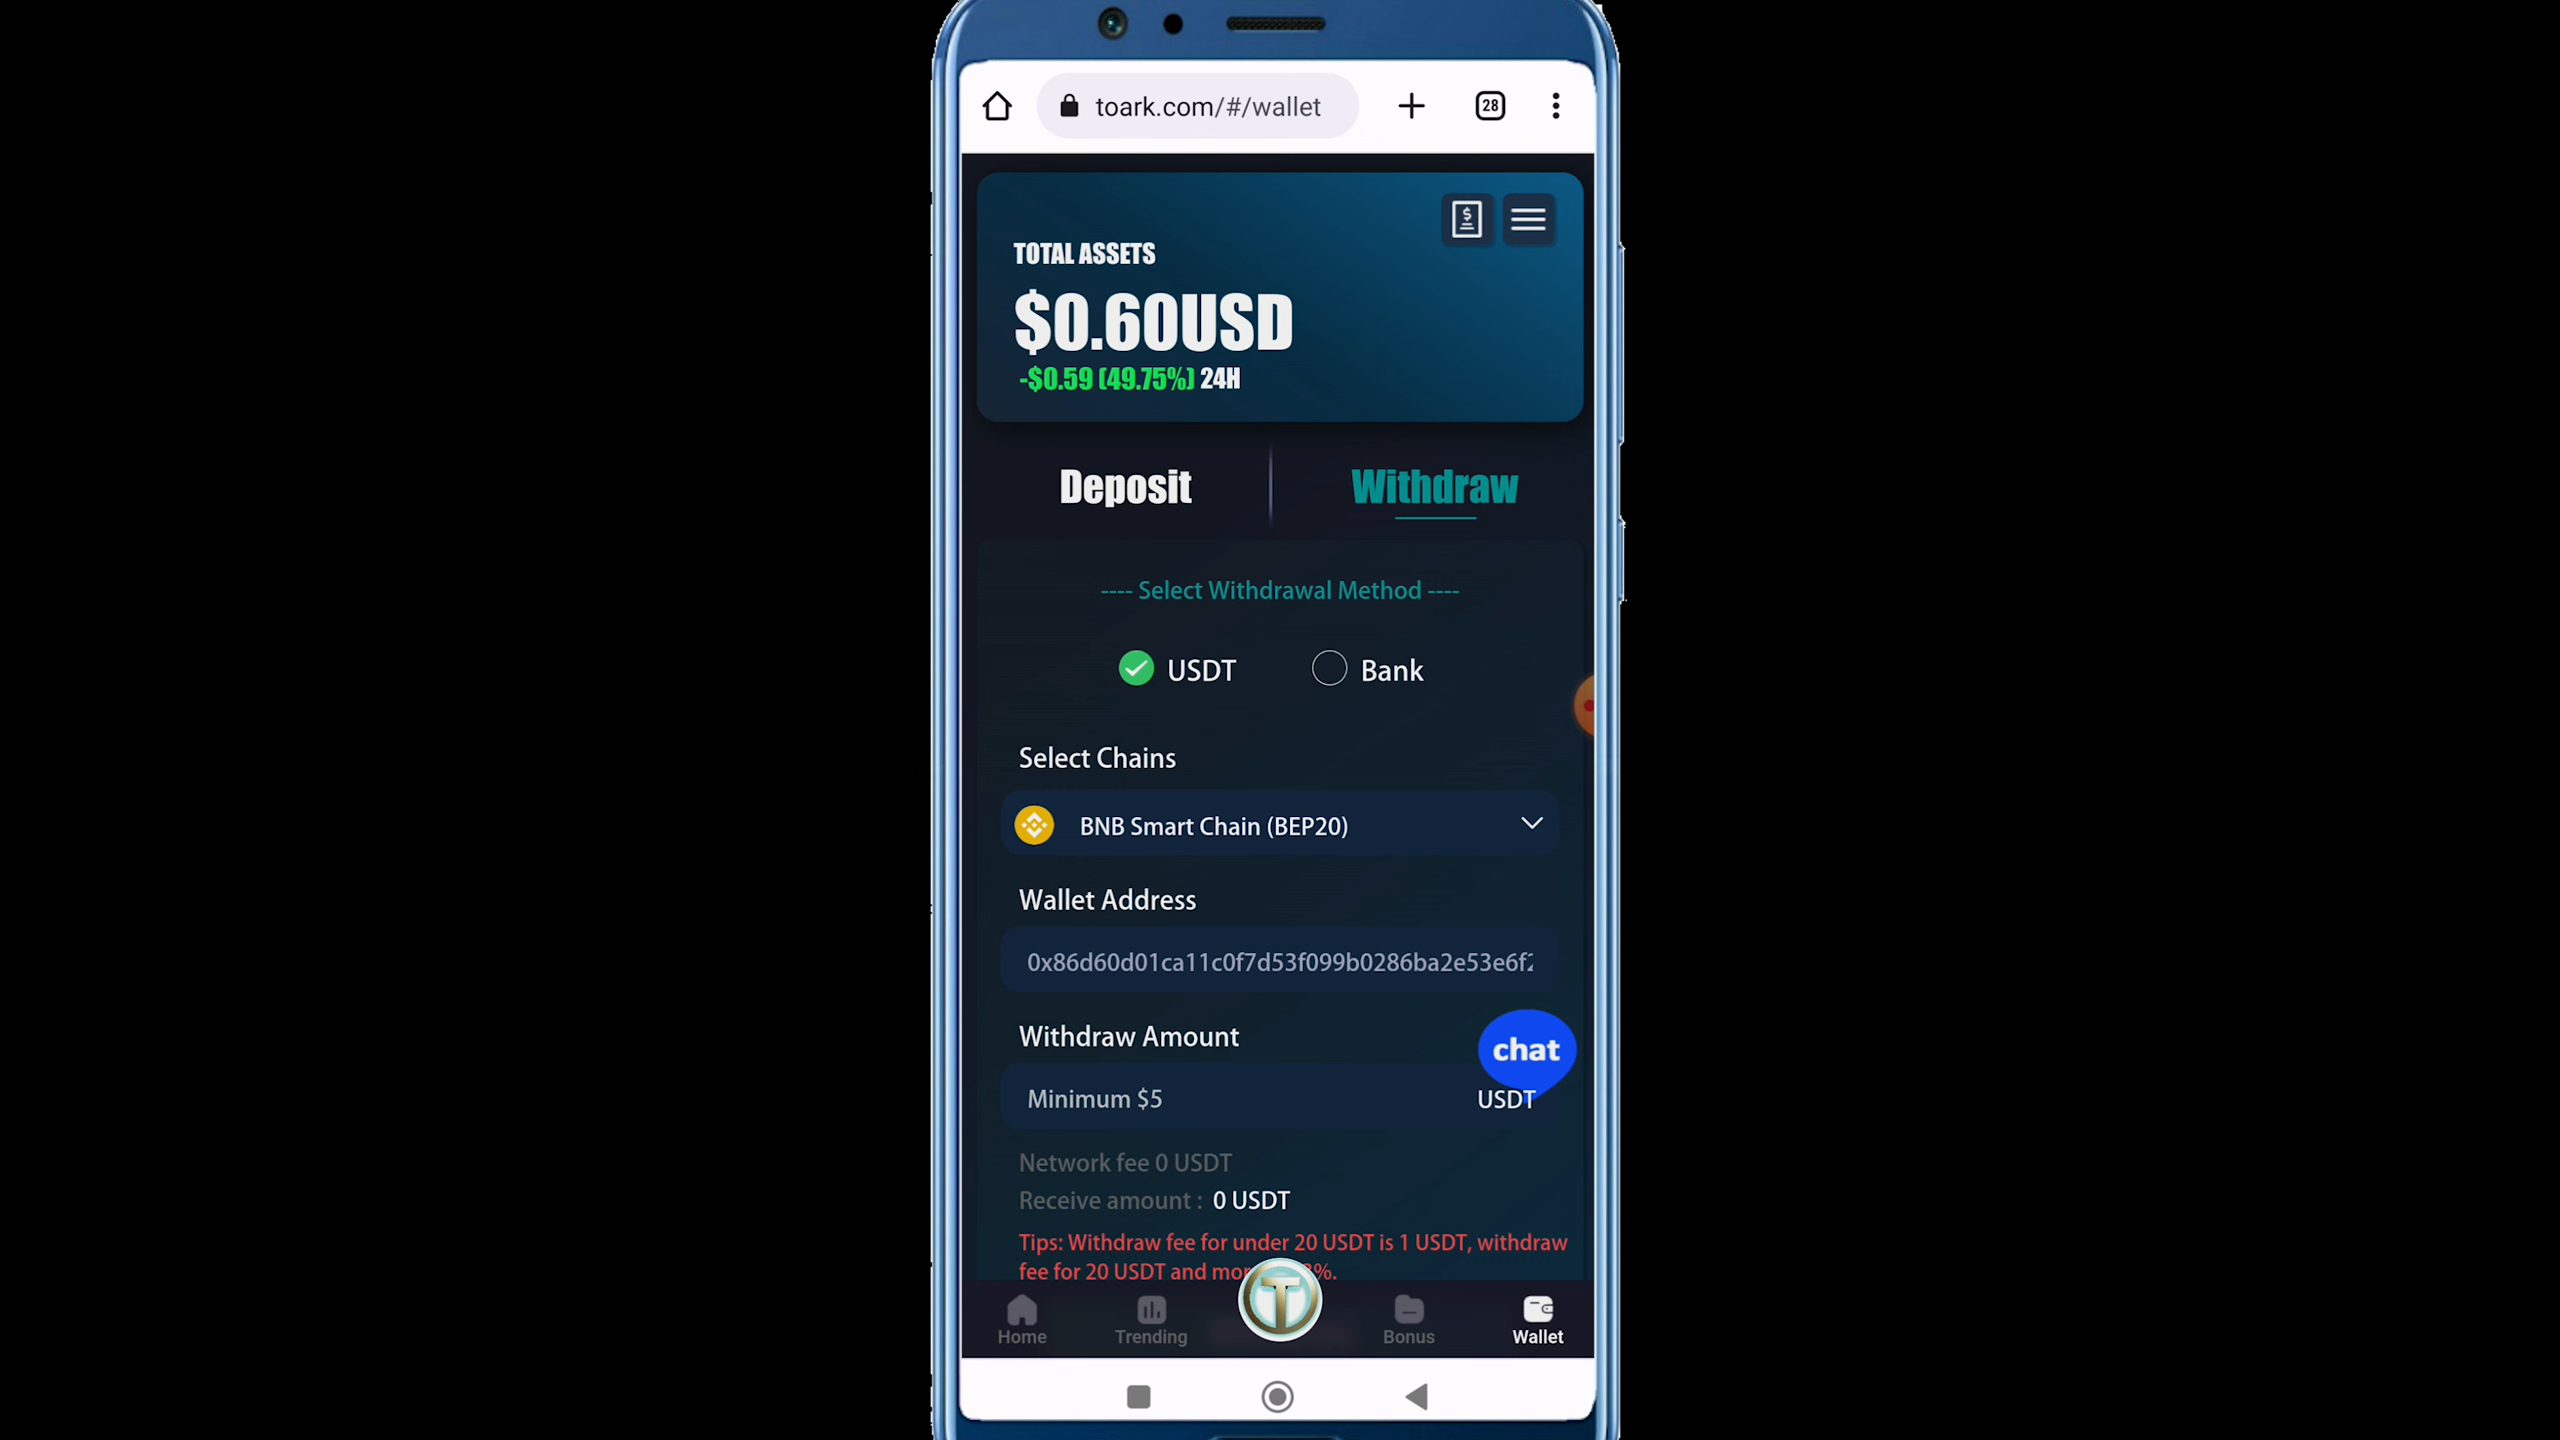 toark.com/#/wallet
28
TOTAL ASSETS
$0.60USD
-$0.59 (49.75%) 24H
Deposit
Withdraw
---- Select Withdrawal Method ----
USDT
Bank
Select Chains
BNB Smart Chain (BEP20)
Wallet Address
0x86d60d01ca11c0f7d53f099b0286ba2e53e6f2
Withdraw Amount
chat
Minimum $5
USDT
Network fee 0 USDT
Receive amount : 0 USDT
Tips: Withdraw fee for under 20 USDT is 1 USDT, withdraw
fee for 20 USDT and %.
Home
Trending
Bonus
Wallet